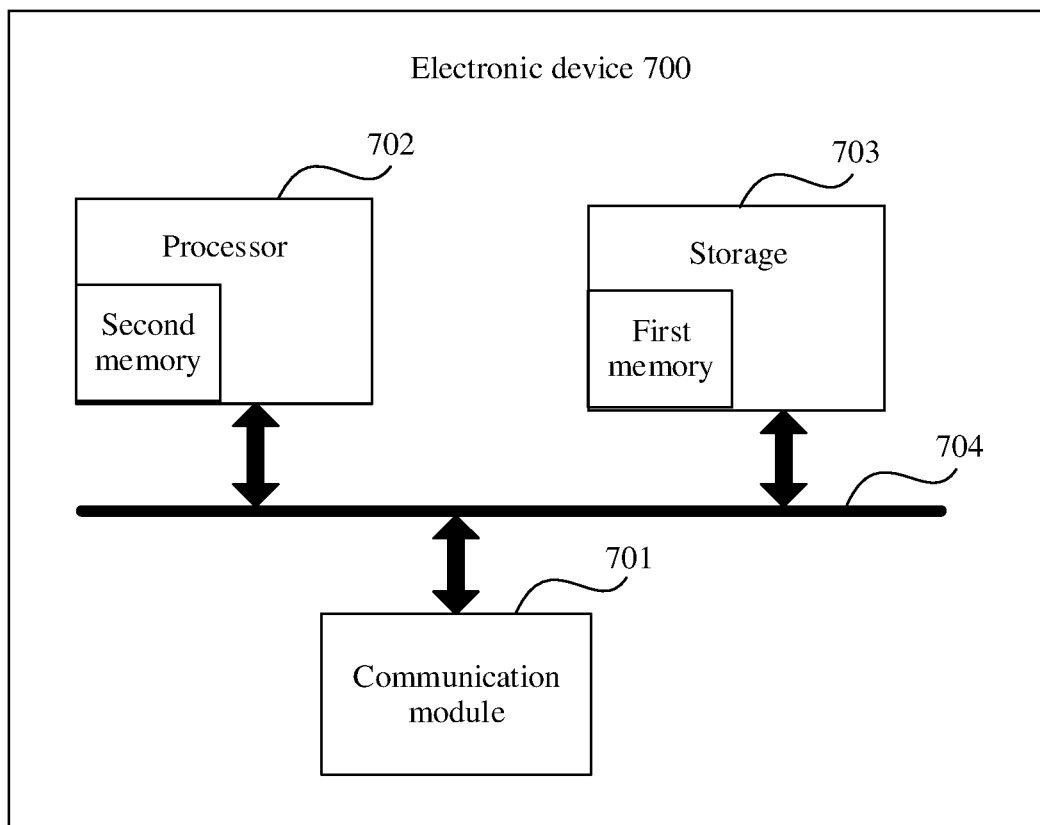 Electronic device 700
702
703
Processor
Storage
Second
memory
First
memory
704
701
Communication
module